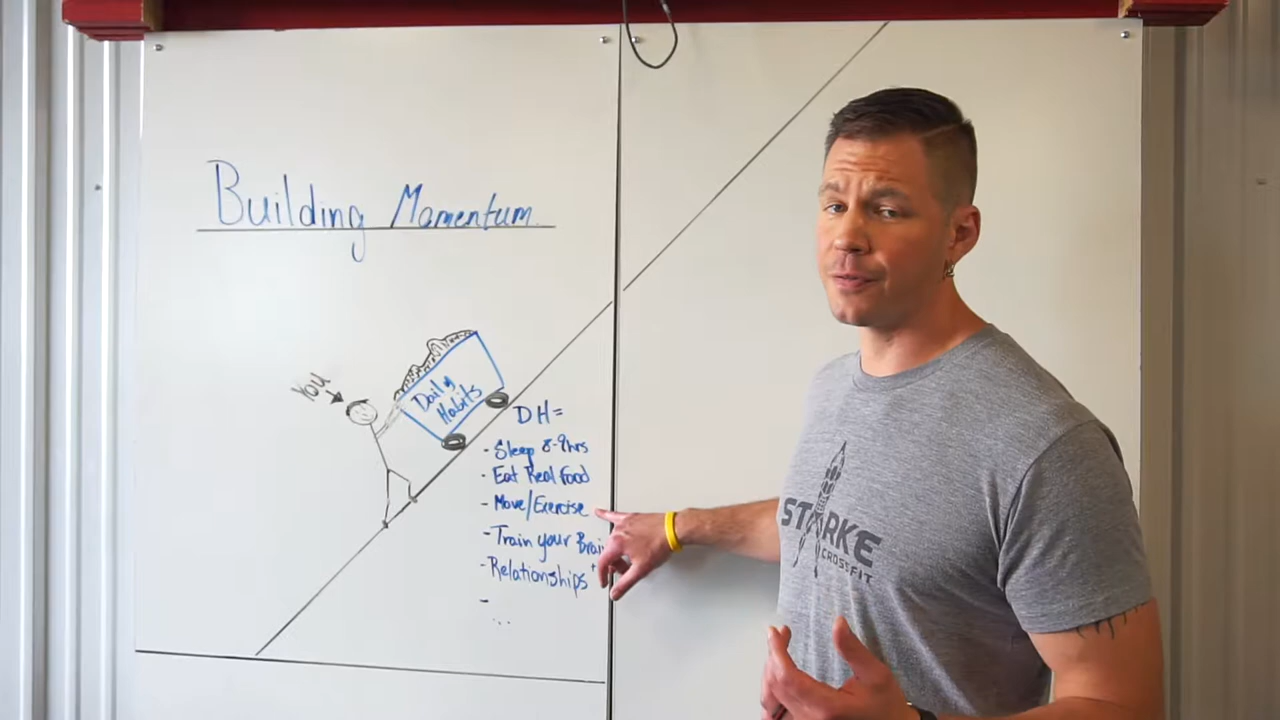 Building Momentum
You
Daily
Habits
DH=
- Sleep 8-9hrs
- Eat Real Food
- Move/Exercise
- Train your Brain
- Relationships +
-
...
STARKE
CROSSFIT